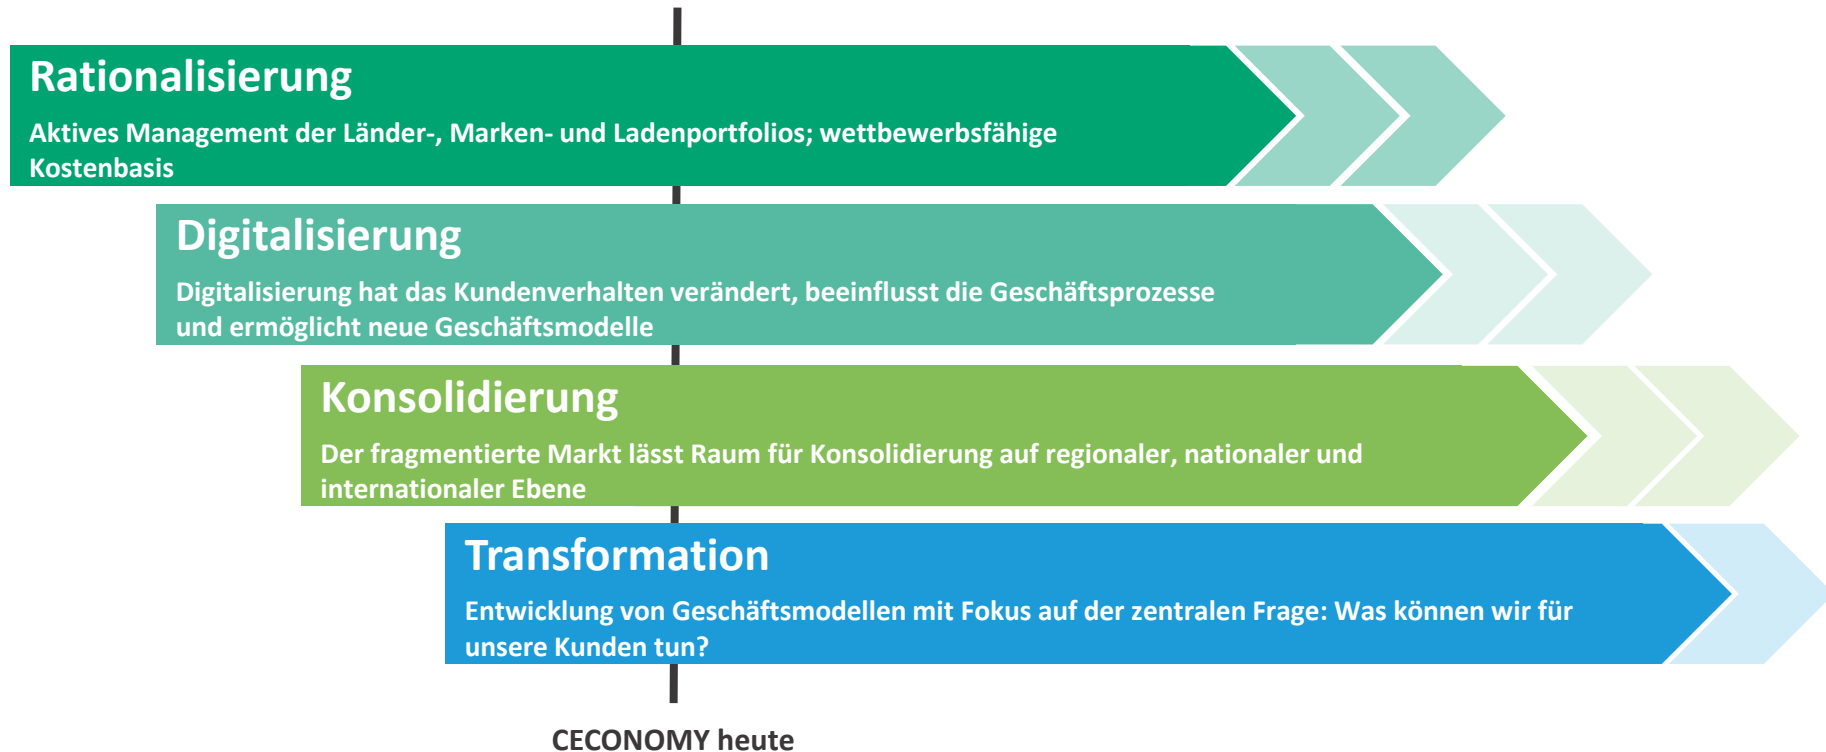 Rationalisierung
Aktives Management der Länder-, Marken- und Ladenportfolios; wettbewerbsfähige
Kostenbasis
Digitalisierung
Digitalisierung hat das Kundenverhalten verändert, beeinflusst die Geschäftsprozesse
und ermöglicht neue Geschäftsmodelle
Konsolidierung
Der fragmentierte Markt lässt Raum für Konsolidierung auf regionaler, nationaler und
internationaler Ebene
Transformation
Entwicklung von Geschäftsmodellen mit Fokus auf der zentralen Frage: Was können wir für
unsere Kunden tun?
CECONOMY heute